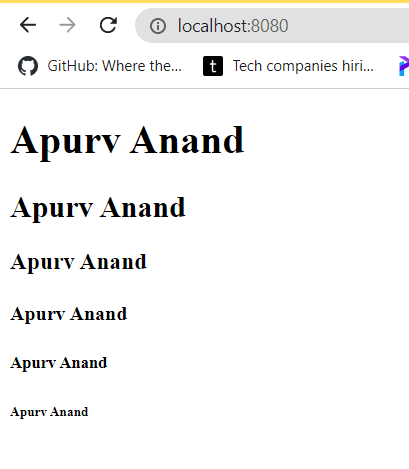 localhost:8080
GitHub: Where the... t Tech companies hiri...
Apurv Anand
Apurv Anand
Apurv Anand
Apurv Anand
Apurv Anand
Apurv Anand